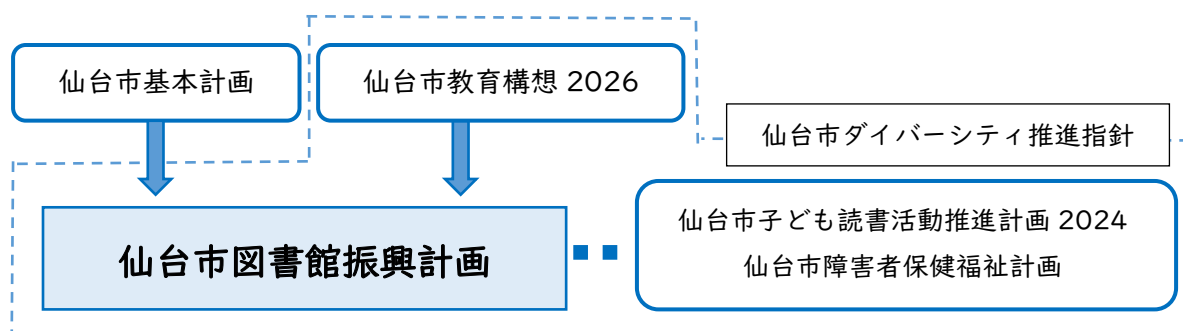 仙台市基本計画
仙台市教育構想 2026
仙台市ダイバーシティ推進指針
仙台市図書館振興計画
仙台市子ども読書活動推進計画 2024
仙台市障害者保健福祉計画